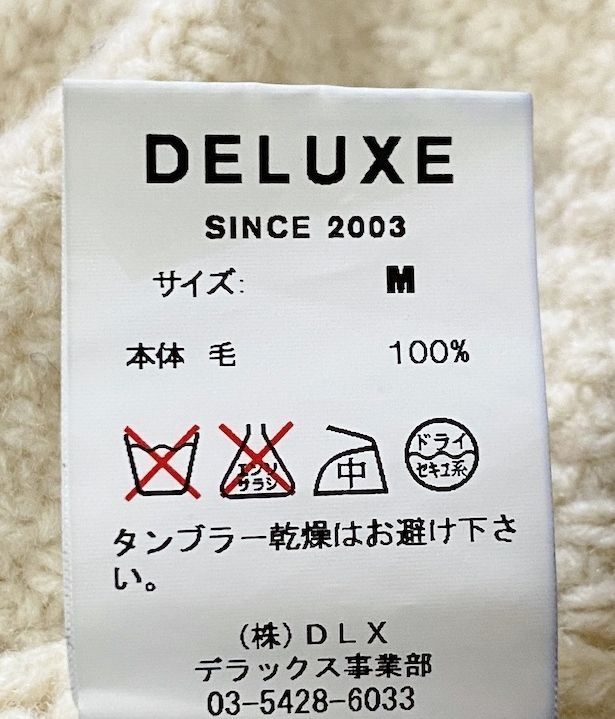 DELUXE
SINCE 2003
サイズ: M
本体 毛 100%
エンソ
サラシ
中
ドライ
セキユ系
タンブラー乾燥はお避け下さ
い。
(株)DLX
デラックス事業部
03-5428-6033